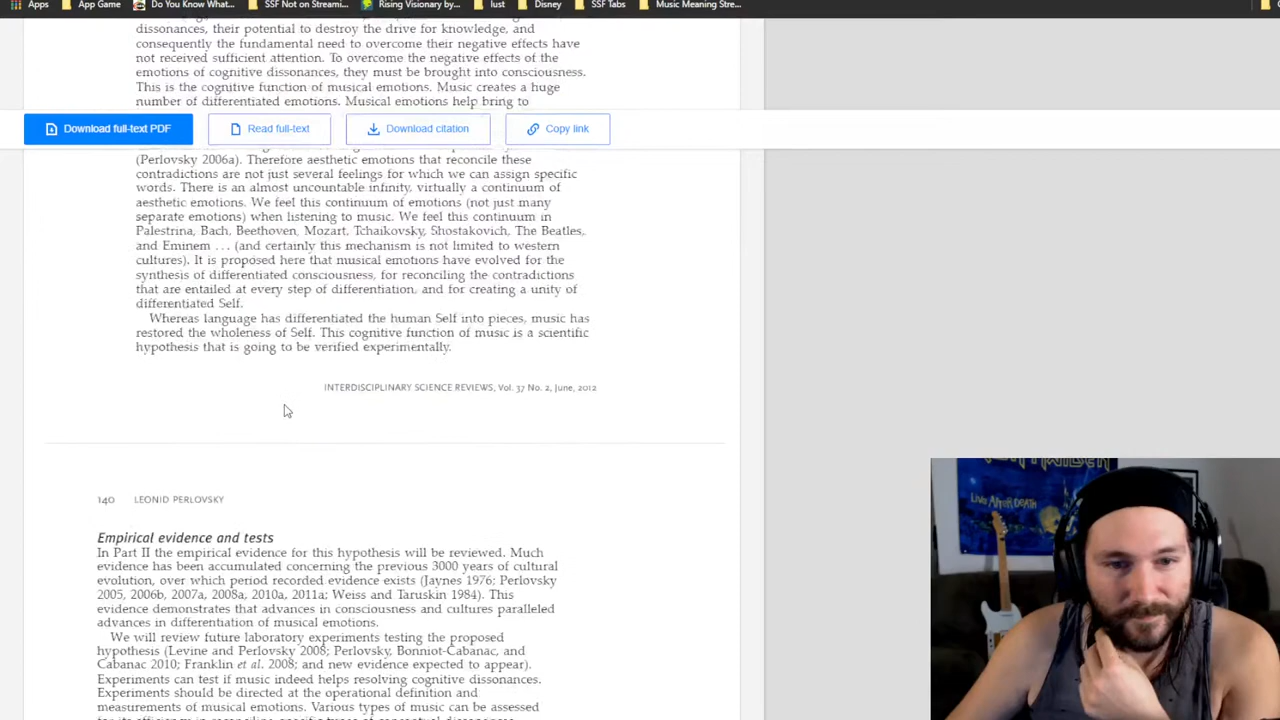 Apps App Game Do You Know What... SSF Not on Streami... Rising Visionary by... lust Disney SSF Tabs Music Meaning Stre...
dissonances, their potential to destroy the drive for knowledge, and
consequently the fundamental need to overcome their negative effects have
not received sufficient attention. To overcome the negative effects of the
emotions of cognitive dissonances, they must be brought into consciousness.
This is the cognitive function of musical emotions. Music creates a huge
number of differentiated emotions. Musical emotions help bring to
Download full-text PDF Read full-text Download citation Copy link
(Perlovsky 2006a). Therefore aesthetic emotions that reconcile these
contradictions are not just several feelings for which we can assign specific
words. There is an almost uncountable infinity, virtually a continuum of
aesthetic emotions. We feel this continuum of emotions (not just many
separate emotions) when listening to music. We feel this continuum in
Palestrina, Bach, Beethoven, Mozart, Tchaikovsky, Shostakovich, The Beatles,
and Eminem ... (and certainly this mechanism is not limited to western
cultures). It is proposed here that musical emotions have evolved for the
synthesis of differentiated consciousness, for reconciling the contradictions
that are entailed at every step of differentiation, and for creating a unity of
differentiated Self.
Whereas language has differentiated the human Self into pieces, music has
restored the wholeness of Self. This cognitive function of music is a scientific
hypothesis that is going to be verified experimentally.
INTERDISCIPLINARY SCIENCE REVIEWS, Vol. 37 No. 2, June, 2012
140 LEONID PERLOVSKY
Empirical evidence and tests
In Part II the empirical evidence for this hypothesis will be reviewed. Much
evidence has been accumulated concerning the previous 3000 years of cultural
evolution, over which period recorded evidence exists (Jaynes 1976; Perlovsky
2005, 2006b, 2007a, 2008a, 2010a, 2011a; Weiss and Taruskin 1984). This
evidence demonstrates that advances in consciousness and cultures paralleled
advances in differentiation of musical emotions.
We will review future laboratory experiments testing the proposed
hypothesis (Levine and Perlovsky 2008; Perlovsky, Bonniot-Cabanac, and
Cabanac 2010; Franklin et al. 2008; and new evidence expected to appear).
Experiments can test if music indeed helps resolving cognitive dissonances.
Experiments should be directed at the operational definition and
measurements of musical emotions. Various types of music can be assessed
LIVE AFTER DEATH